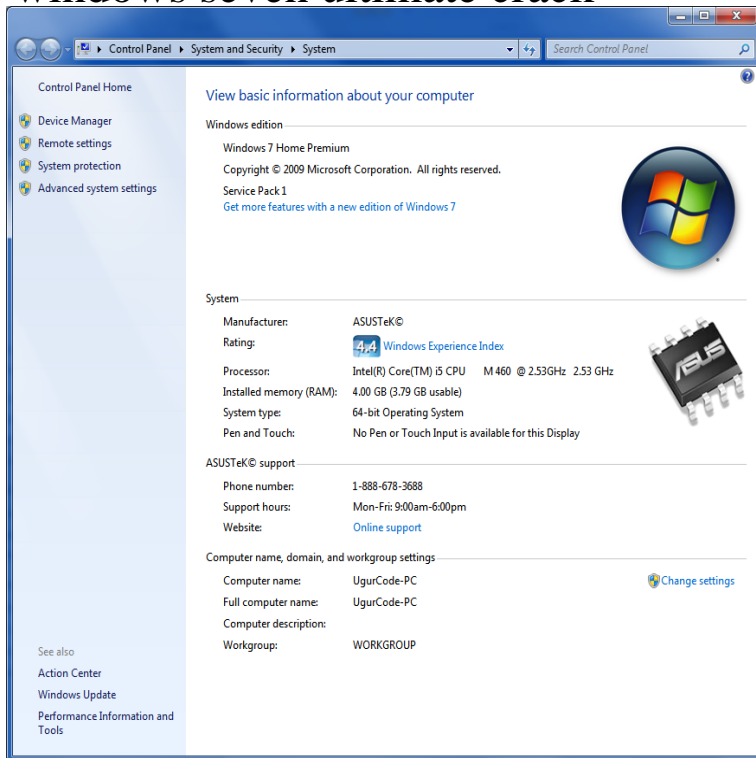 windows seven ultimate crack
Control Panel ▸ System and Security ▸ System
Search Control Panel
Control Panel Home
Device Manager
Remote settings
System protection
Advanced system settings
View basic information about your computer
Windows edition
Windows 7 Home Premium
Copyright © 2009 Microsoft Corporation. All rights reserved.
Service Pack 1
Get more features with a new edition of Windows 7
System
Manufacturer: ASUSTeK©
Rating: 4,4 Windows Experience Index
Processor: Intel(R) Core(TM) i5 CPU M 460 @ 2.53GHz 2.53 GHz
Installed memory (RAM): 4.00 GB (3.79 GB usable)
System type: 64-bit Operating System
Pen and Touch: No Pen or Touch Input is available for this Display
ASUS
ASUSTeK© support
Phone number: 1-888-678-3688
Support hours: Mon-Fri: 9:00am-6:00pm
Website: Online support
Computer name, domain, and workgroup settings
Computer name: UgurCode-PC
Change settings
Full computer name: UgurCode-PC
Computer description:
Workgroup: WORKGROUP
See also
Action Center
Windows Update
Performance Information and
Tools